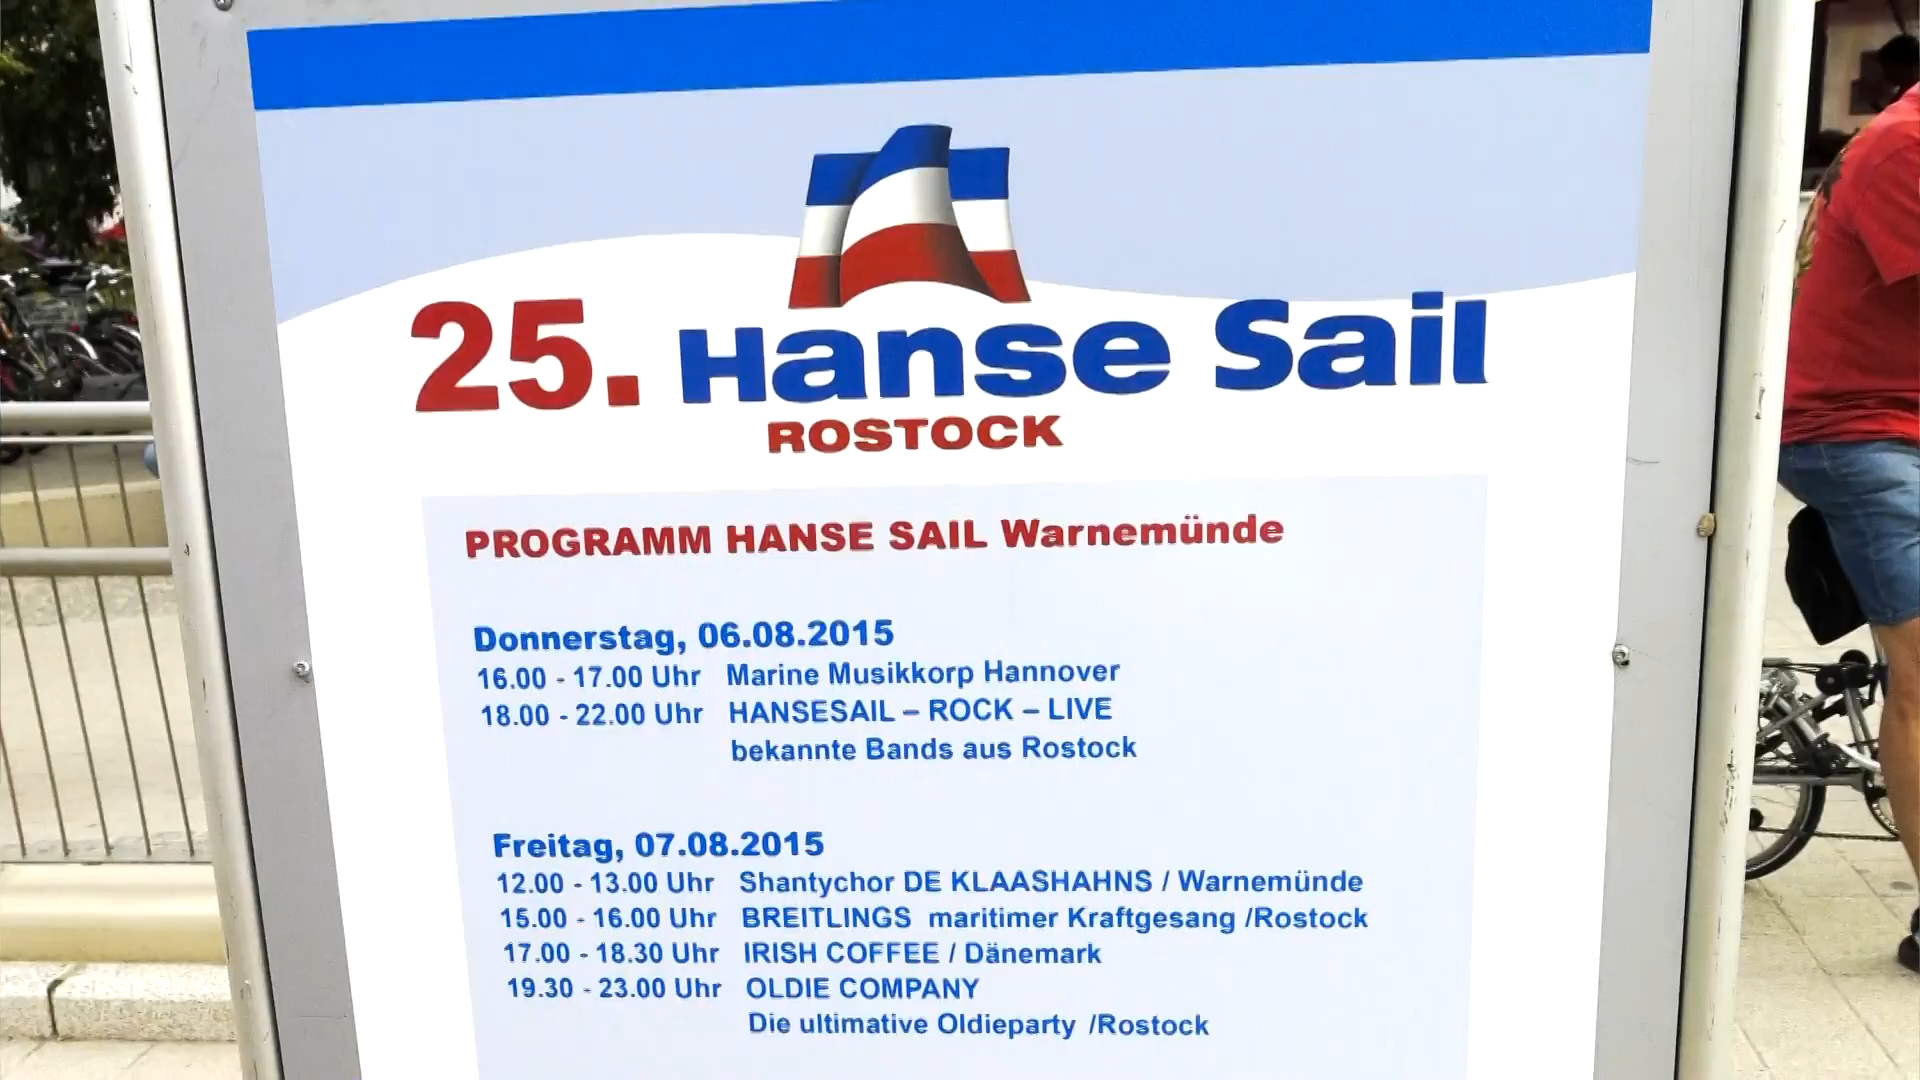 25. Hanse Sail
ROSTOCK
PROGRAMM HANSE SAIL Warnemünde
Donnerstag, 06.08.2015
16.00 - 17.00 Uhr Marine Musikkorp Hannover
18.00 - 22.00 Uhr HANSESAIL – ROCK – LIVE
bekannte Bands aus Rostock
Freitag, 07.08.2015
12.00 - 13.00 Uhr Shantychor DE KLAASHAHNS / Warnemünde
15.00 - 16.00 Uhr BREITLINGS maritimer Kraftgesang /Rostock
17.00 - 18.30 Uhr IRISH COFFEE / Dänemark
19.30 - 23.00 Uhr OLDIE COMPANY
Die ultimative Oldieparty /Rostock